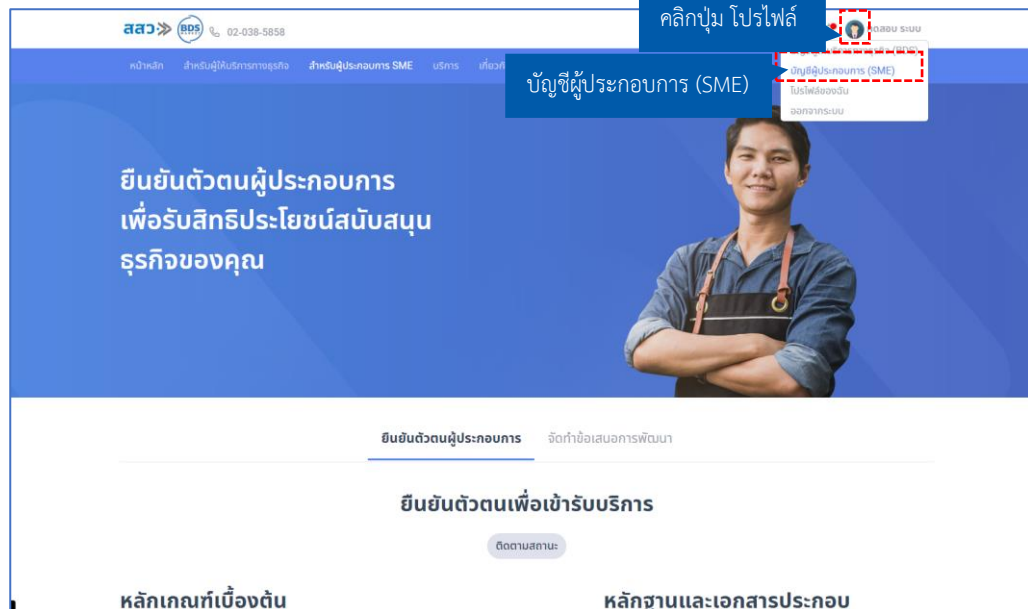 สสว BDS 02-038-5858
คลิกปุ่ม โปรไฟล์
ระบบ
หน้าหลัก สำหรับผู้ให้บริการทางธุรกิจ สำหรับผู้ประกอบการ SME บริการ
บัญชีผู้ประกอบการ (SME)
(BDS)
บัญชีผู้ประกอบการ (SME)
โปรไฟล์ของฉัน
ออกจากระบบ
ยืนยันตัวตนผู้ประกอบการ
เพื่อรับสิทธิประโยชน์สนับสนุน
ธุรกิจของคุณ
ยืนยันตัวตนผู้ประกอบการ จัดทำข้อเสนอการพัฒนา
ยืนยันตัวตนเพื่อเข้ารับบริการ
ติดตามสถานะ
หลักเกณฑ์เบื้องต้น หลักฐานและเอกสารประกอบ